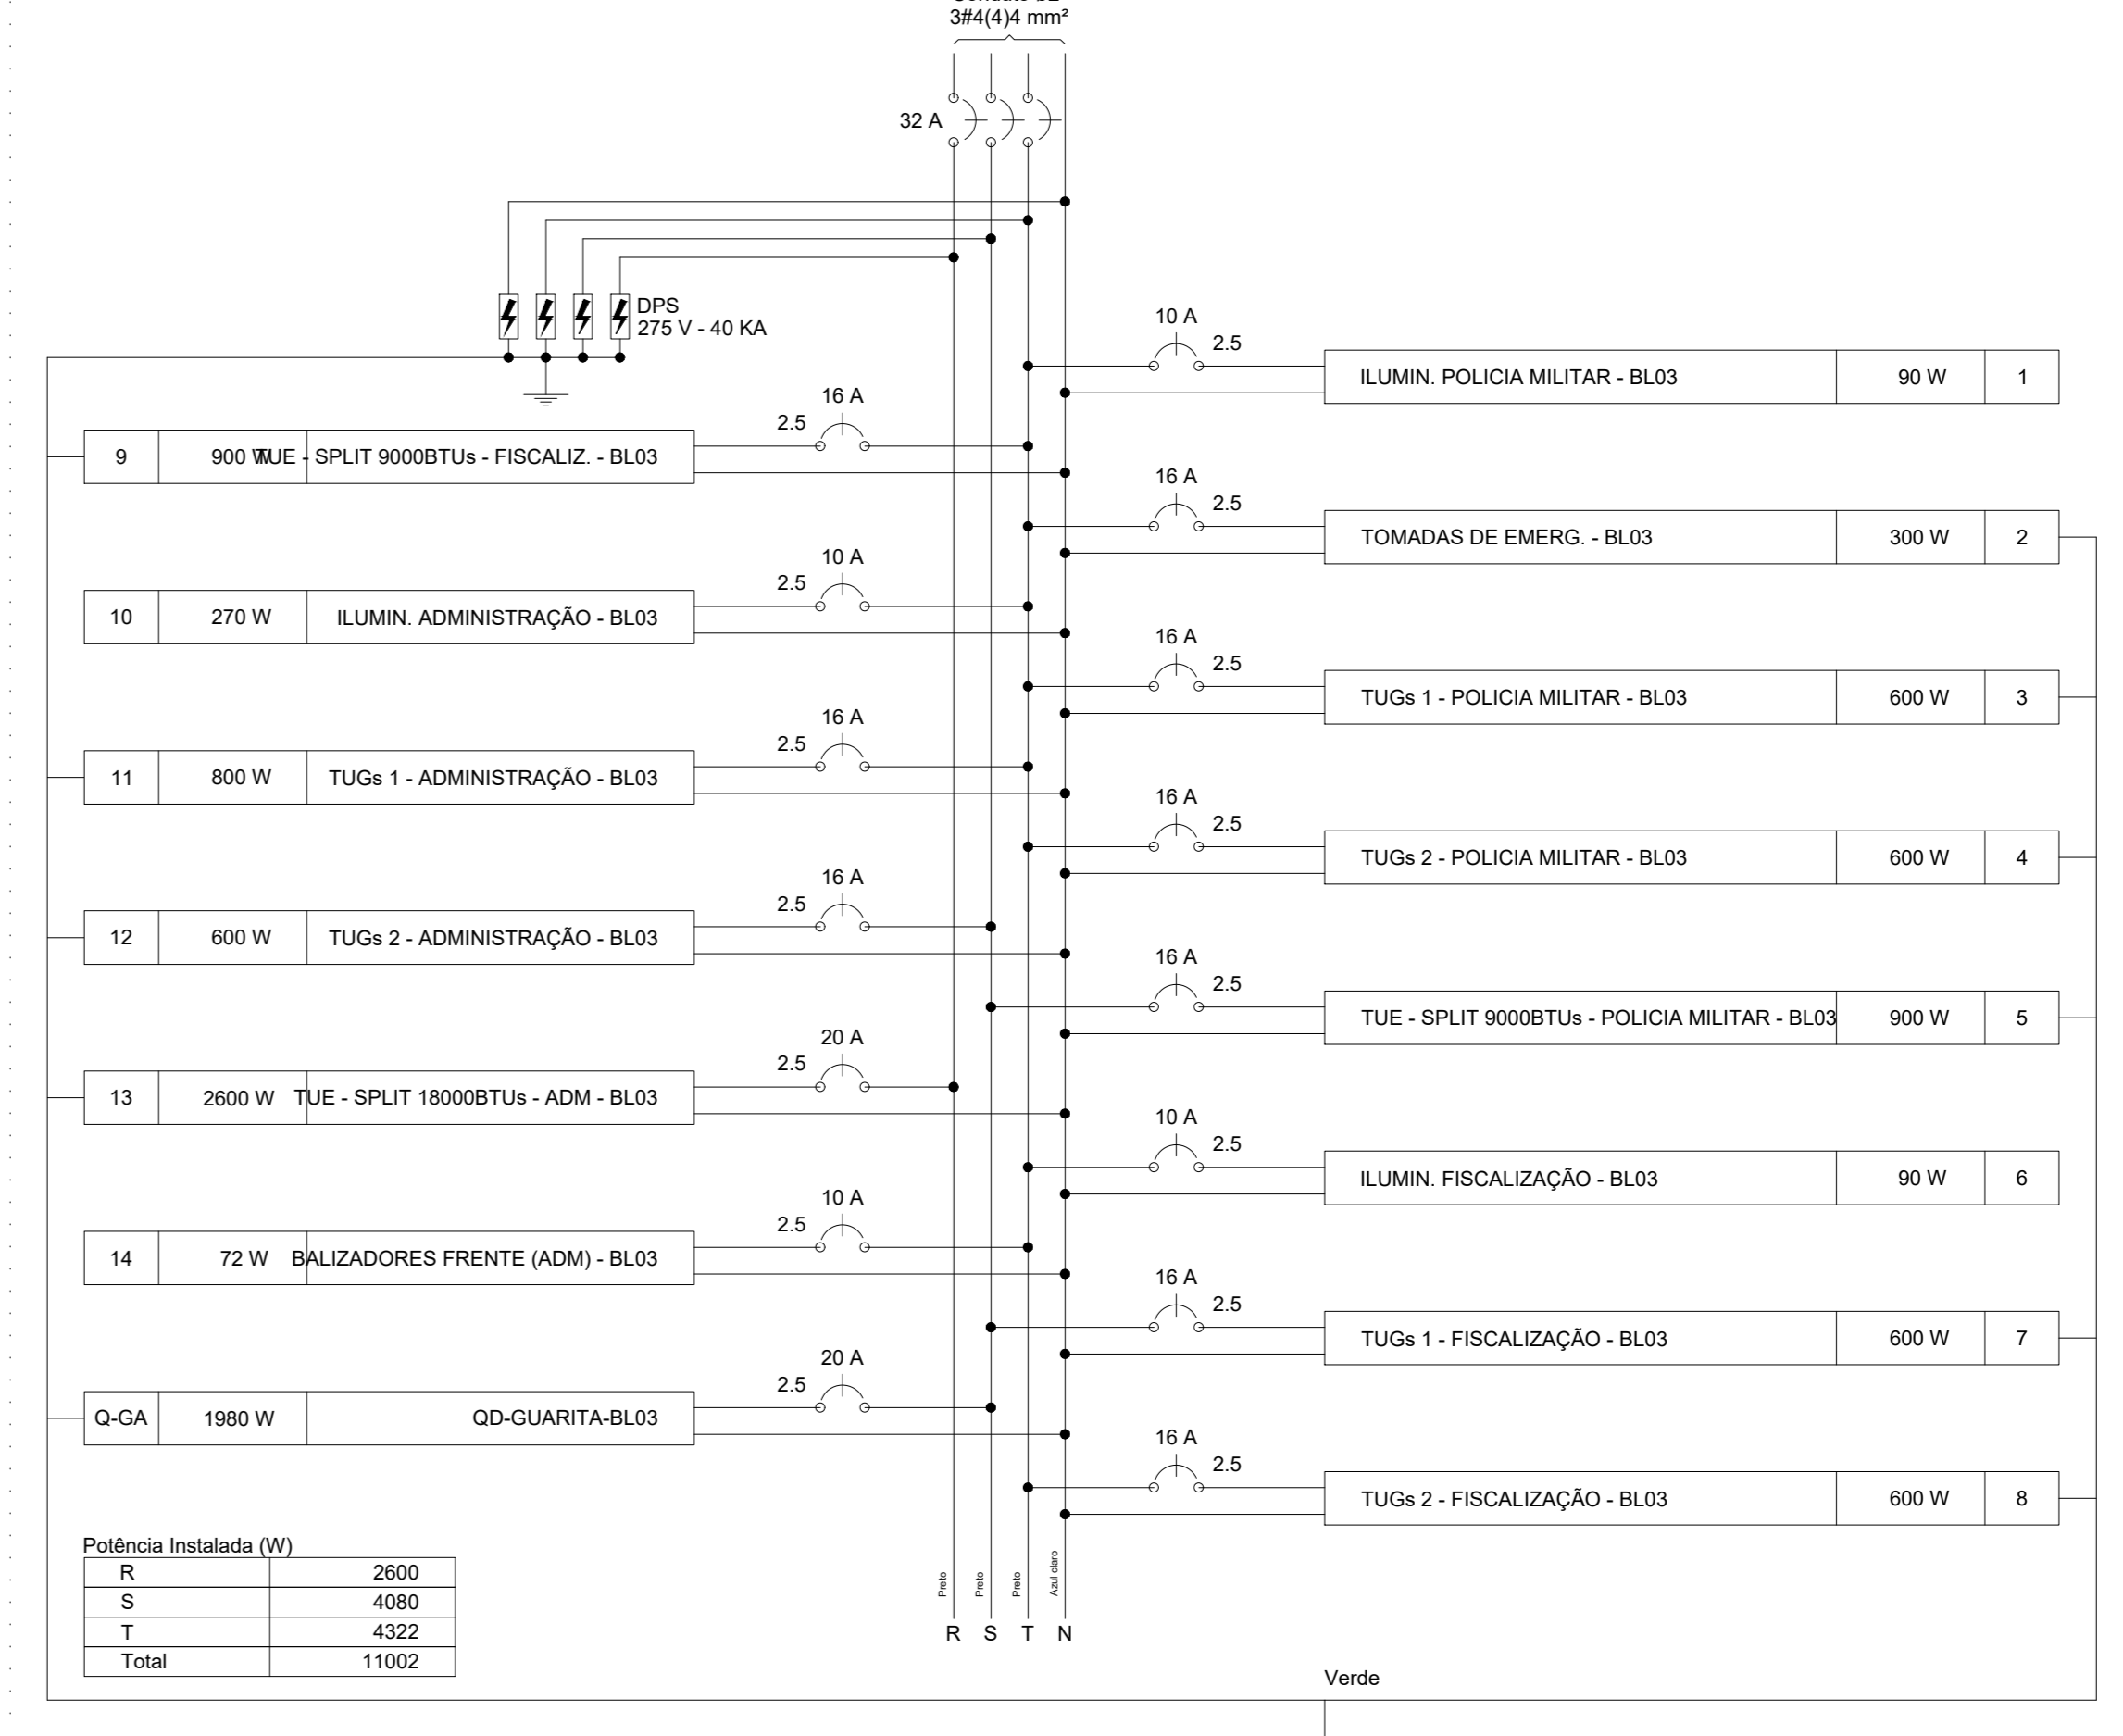 3#4(4)4 mm²
32 A
DPS
275 V - 40 KA
10 A
2.5
ILUMIN. POLICIA MILITAR - BL03 90 W 1
16 A
2.5
9 900 W TUE - SPLIT 9000BTUs - FISCALIZ. - BL03
16 A
2.5
TOMADAS DE EMERG. - BL03 300 W 2
10 A
2.5
10 270 W ILUMIN. ADMINISTRAÇÃO - BL03
16 A
2.5
TUGs 1 - POLICIA MILITAR - BL03 600 W 3
16 A
2.5
11 800 W TUGs 1 - ADMINISTRAÇÃO - BL03
16 A
2.5
TUGs 2 - POLICIA MILITAR - BL03 600 W 4
16 A
2.5
12 600 W TUGs 2 - ADMINISTRAÇÃO - BL03
16 A
2.5
TUE - SPLIT 9000BTUs - POLICIA MILITAR - BL03 900 W 5
20 A
2.5
13 2600 W TUE - SPLIT 18000BTUs - ADM - BL03
10 A
2.5
ILUMIN. FISCALIZAÇÃO - BL03 90 W 6
10 A
2.5
14 72 W BALIZADORES FRENTE (ADM) - BL03
16 A
2.5
TUGs 1 - FISCALIZAÇÃO - BL03 600 W 7
20 A
2.5
Q-GA 1980 W QD-GUARITA-BL03
16 A
2.5
TUGs 2 - FISCALIZAÇÃO - BL03 600 W 8
Potência Instalada (W)
R 2600
S 4080
T 4322
Total 11002
Preto
Preto
Preto
Azul claro
R S T N
Verde